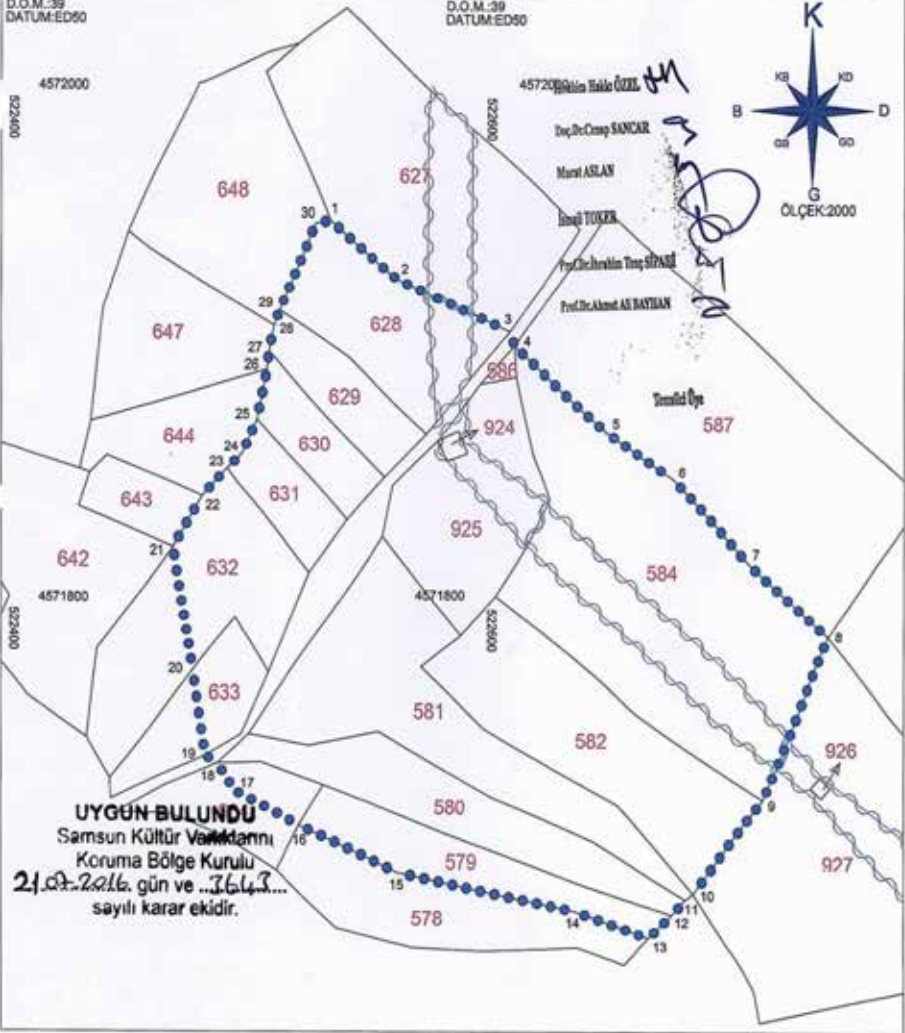 D.O.M.:39
DATUM:ED50
D.O.M.:39
DATUM:ED50
K
KB
KD
B
D
GB
GD
G
ÖLÇEK:2000
4572000
522400
522600
İbrahim Hakkı ÖZEL
Doç.Dr.Cenap SANCAR
Murat ASLAN
İsmail TOKER
Prof.Dr.İbrahim Tunç SİPAHİ
Prof.Dr.Ahmet Ali BAYHAN
Temsilci Üye
648
627
30
1
2
3
4
29
28
628
647
27
26
586
629
25
924
587
5
644
24
630
23
6
631
643
22
925
21
7
642
632
584
4571800
4571800
522400
522600
8
20
633
581
582
19
18
17
926
9
580
16
579
15
927
10
11
12
578
14
13
UYGUN BULUNDU
Samsun Kültür Varlıklarını
Koruma Bölge Kurulu
gün ve 3643
sayılı karar ekidir.